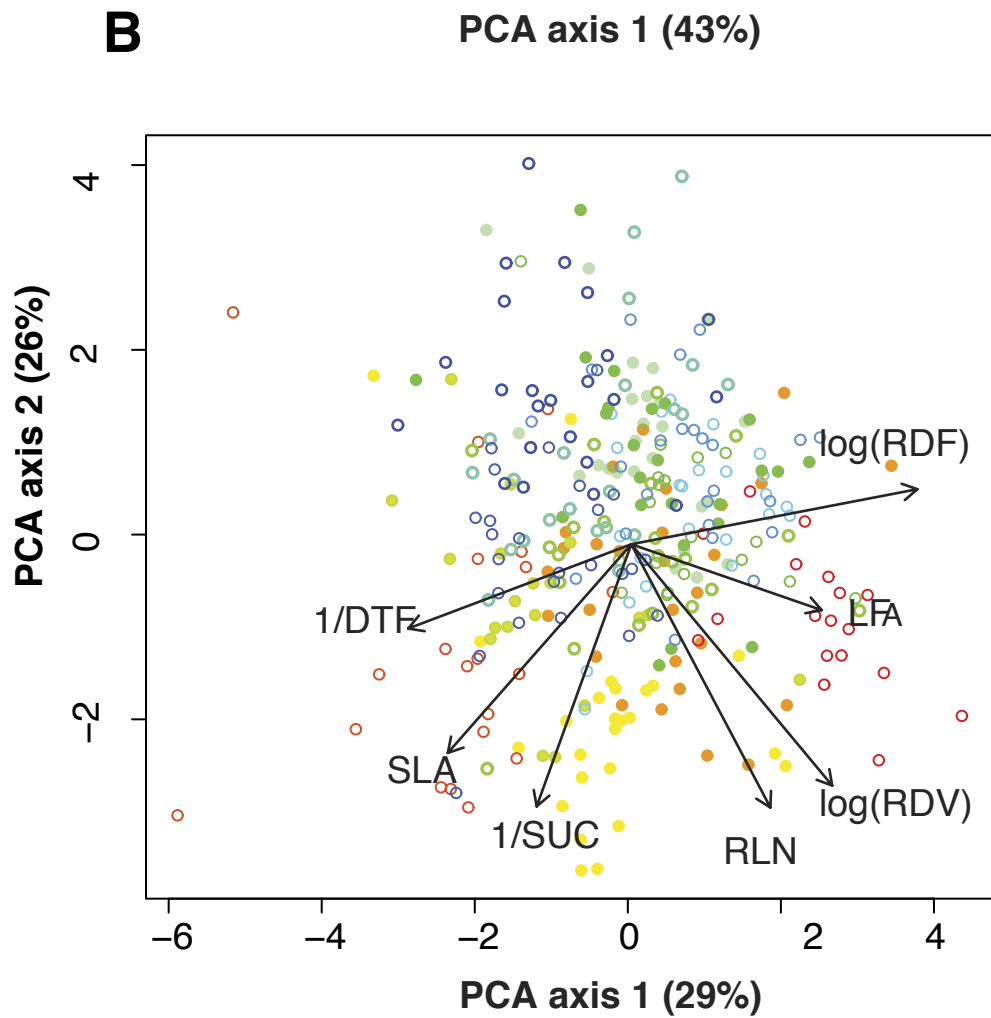 B
PCA axis 1 (43%)
4
2
0
−2
PCA axis 2 (26%)
log(RDF)
1/DTF
LFA
SLA
1/SUC
RLN
log(RDV)
−6 −4 −2 0 2 4
PCA axis 1 (29%)